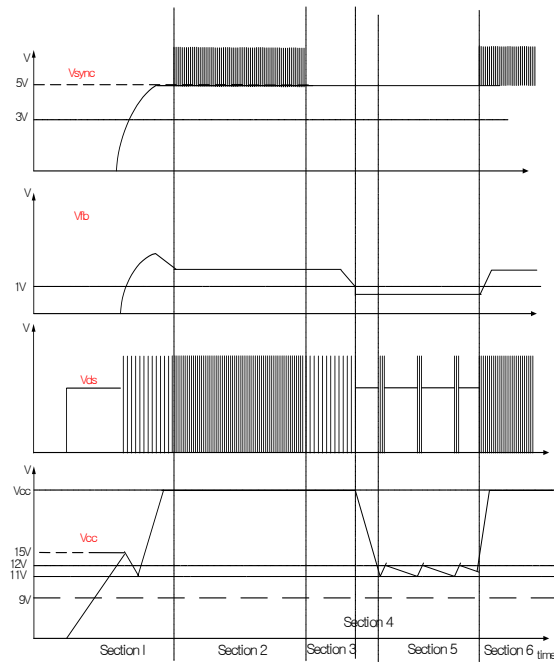 V
Vsync
5V
3V
V
Vfb
1V
V
Vds
V
Vcc
Vcc
15V
12V
11V
9V
Section 4
Section 1 Section 2 Section 3 Section 5 Section 6 time